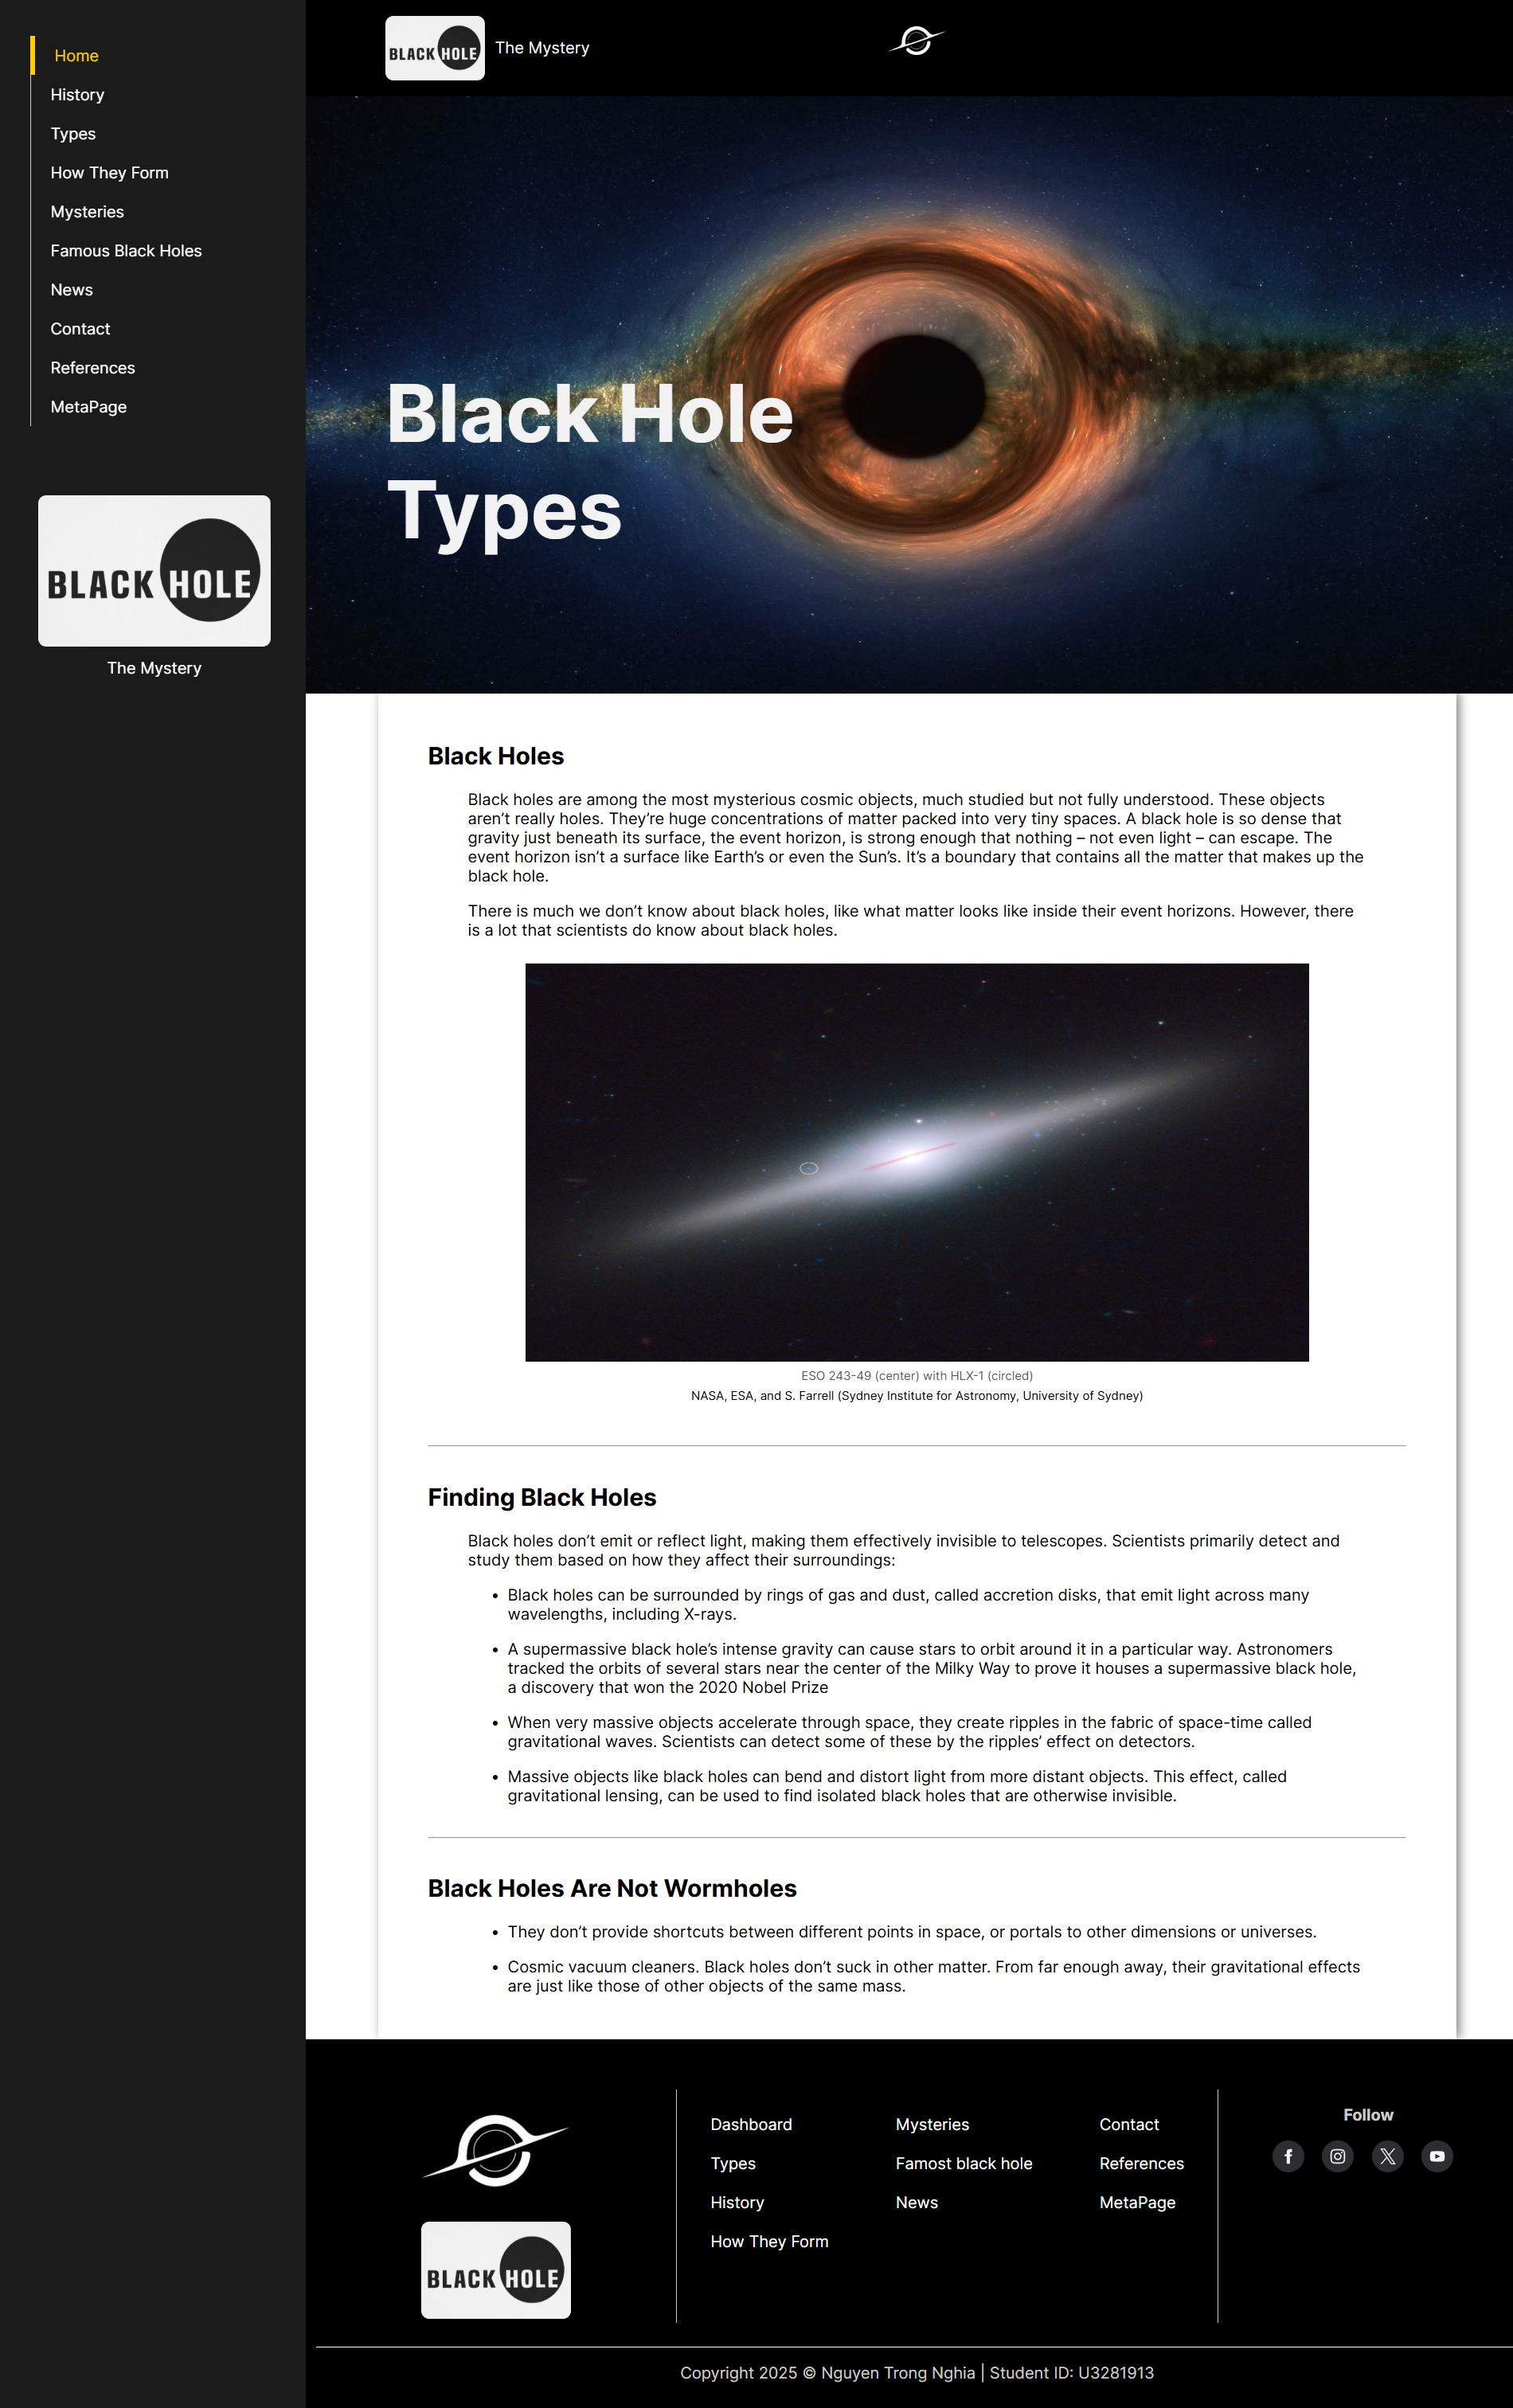 Home
History
Types
How They Form
Mysteries
Famous Black Holes
News
Contact
References
MetaPage
BLACK HOLE
The Mystery
BLACK HOLE
The Mystery
Black Hole
Types
Black Holes
Black holes are among the most mysterious cosmic objects, much studied but not fully understood. These objects
aren’t really holes. They’re huge concentrations of matter packed into very tiny spaces. A black hole is so dense that
gravity just beneath its surface, the event horizon, is strong enough that nothing – not even light – can escape. The
event horizon isn’t a surface like Earth’s or even the Sun’s. It’s a boundary that contains all the matter that makes up the
black hole.
There is much we don’t know about black holes, like what matter looks like inside their event horizons. However, there
is a lot that scientists do know about black holes.
ESO 243-49 (center) with HLX-1 (circled)
NASA, ESA, and S. Farrell (Sydney Institute for Astronomy, University of Sydney)
Finding Black Holes
Black holes don’t emit or reflect light, making them effectively invisible to telescopes. Scientists primarily detect and
study them based on how they affect their surroundings:
• Black holes can be surrounded by rings of gas and dust, called accretion disks, that emit light across many
wavelengths, including X-rays.
• A supermassive black hole’s intense gravity can cause stars to orbit around it in a particular way. Astronomers
tracked the orbits of several stars near the center of the Milky Way to prove it houses a supermassive black hole,
a discovery that won the 2020 Nobel Prize
• When very massive objects accelerate through space, they create ripples in the fabric of space-time called
gravitational waves. Scientists can detect some of these by the ripples’ effect on detectors.
• Massive objects like black holes can bend and distort light from more distant objects. This effect, called
gravitational lensing, can be used to find isolated black holes that are otherwise invisible.
Black Holes Are Not Wormholes
• They don’t provide shortcuts between different points in space, or portals to other dimensions or universes.
• Cosmic vacuum cleaners. Black holes don’t suck in other matter. From far enough away, their gravitational effects
are just like those of other objects of the same mass.
BLACK HOLE
Dashboard
Types
History
How They Form
Mysteries
Famost black hole
News
Contact
References
MetaPage
Follow
Copyright 2025 © Nguyen Trong Nghia | Student ID: U3281913